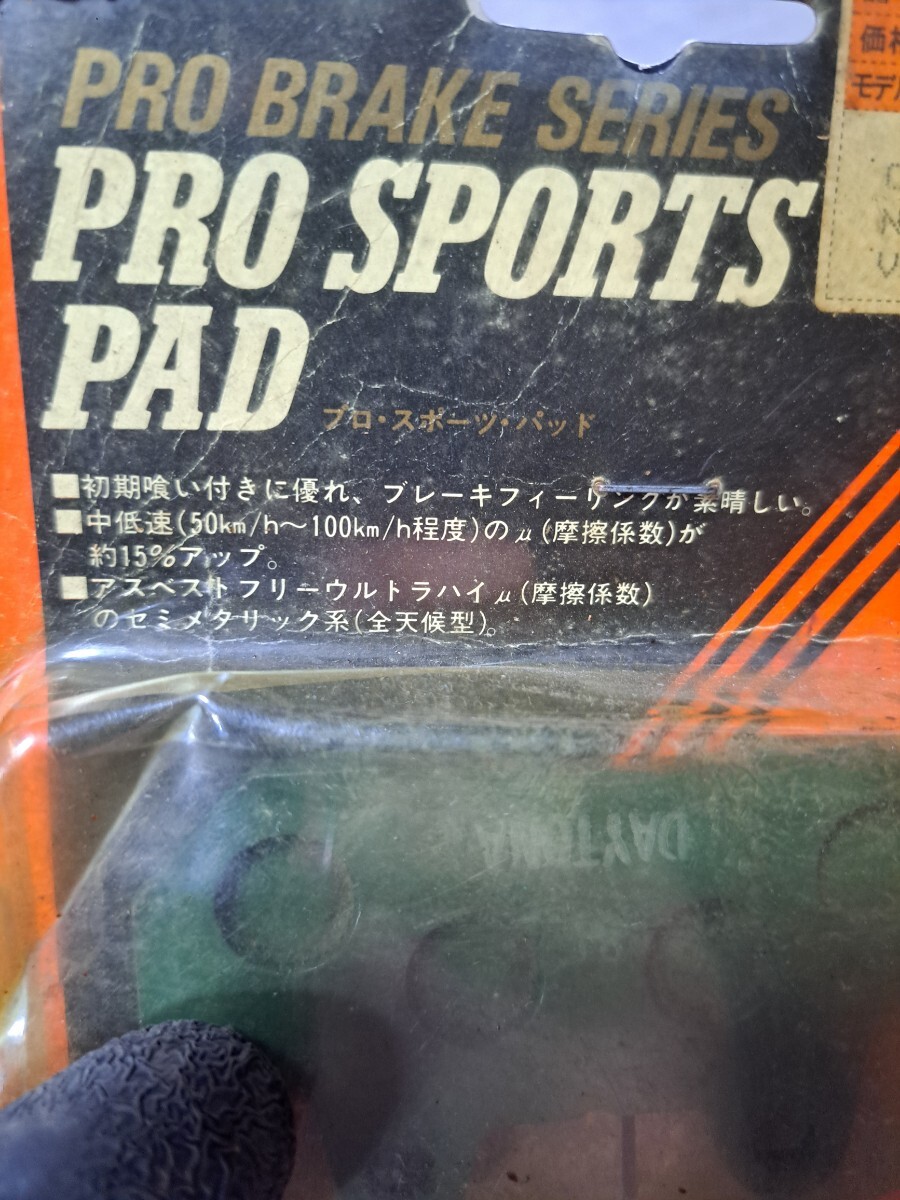 PRO BRAKE SERIES
PRO SPORTS
PAD
プロ・スポーツ・パッド
■初期喰い付きに優れ、ブレーキフィーリングが素晴しい。
■中低速(50km/h〜100km/h程度)のμ(摩擦係数)が
約15%アップ。
■アスベストフリーウルトラハイμ(摩擦係数)
のセミメタリック系(全天候型)。
モデル
DAYTONA